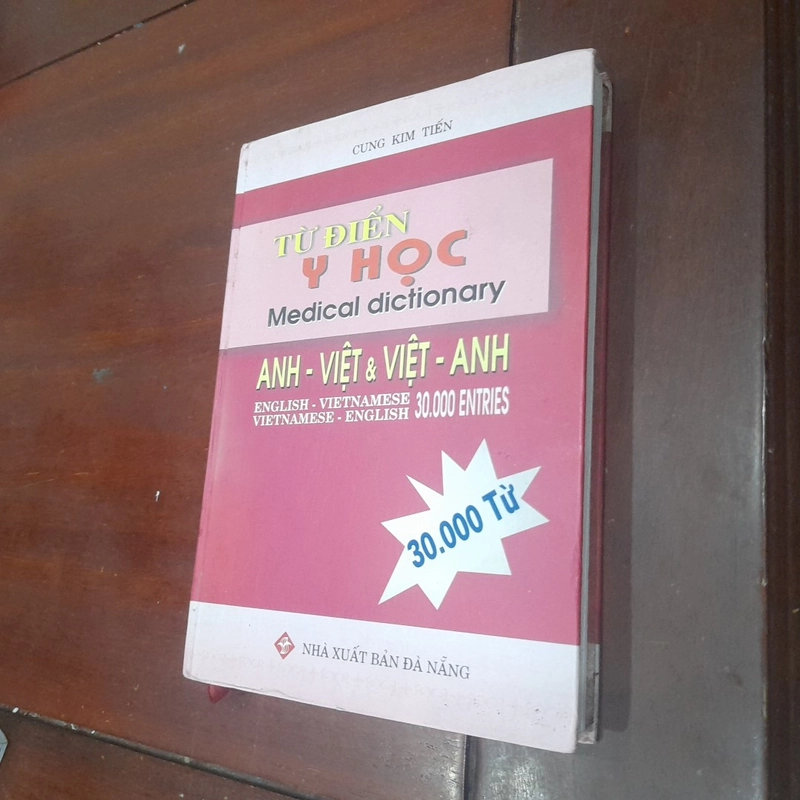 CUNG KIM TIẾN
TỪ ĐIỂN
Y HỌC
Medical dictionary
ANH - VIỆT & VIỆT - ANH
ENGLISH - VIETNAMESE
VIETNAMESE - ENGLISH
30.000 ENTRIES
30.000 Từ
NHÀ XUẤT BẢN ĐÀ NẴNG